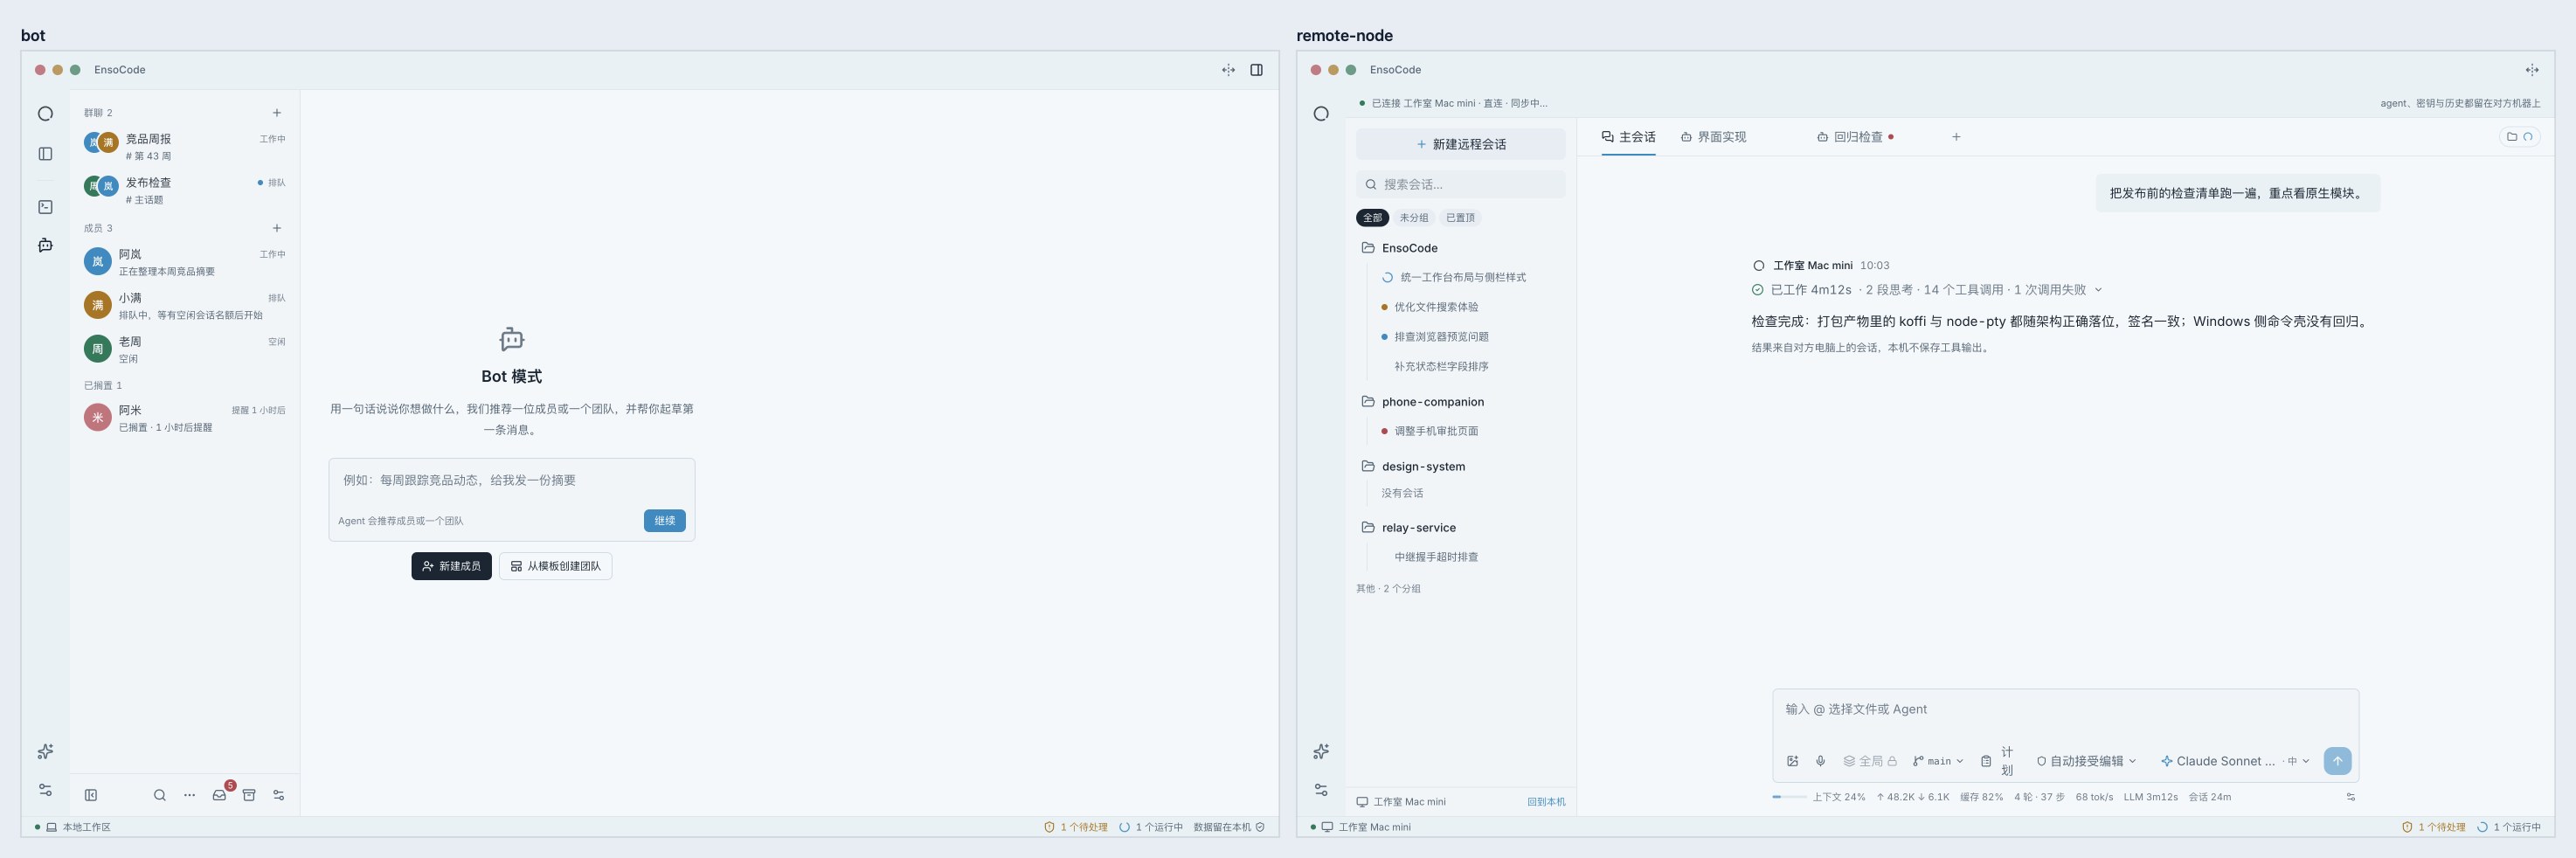 bot
EnsoCode
群聊 2
岚 满 竞品周报 工作中
# 第 43 周
周 岚 发布检查 排队
# 主话题
成员 3
岚 阿岚 工作中
正在整理本周竞品摘要
满 小满 排队
排队中，等有空闲会话名额后开始
周 老周 空闲
空闲
已搁置 1
米 阿米 提醒 1 小时后
已搁置 · 1 小时后提醒
5
Bot 模式
用一句话说说你想做什么，我们推荐一位成员或一个团队，并帮你起草第
一条消息。
例如：每周跟踪竞品动态，给我发一份摘要
Agent 会推荐成员或一个团队 继续
新建成员 从模板创建团队
本地工作区 1 个待处理 1 个运行中 数据留在本机
remote-node
EnsoCode
已连接 工作室 Mac mini · 直连 · 同步中... agent、密钥与历史都留在对方机器上
新建远程会话
搜索会话...
全部 未分组 已置顶
EnsoCode
统一工作台布局与侧栏样式
优化文件搜索体验
排查浏览器预览问题
补充状态栏字段排序
phone-companion
调整手机审批页面
design-system
没有会话
relay-service
中继握手超时排查
其他 · 2 个分组
工作室 Mac mini 回到本机
主会话 界面实现 回归检查
把发布前的检查清单跑一遍，重点看原生模块。
工作室 Mac mini 10:03
已工作 4m12s · 2 段思考 · 14 个工具调用 · 1 次调用失败
检查完成：打包产物里的 koffi 与 node-pty 都随架构正确落位，签名一致；Windows 侧命令壳没有回归。
结果来自对方电脑上的会话，本机不保存工具输出。
输入 @ 选择文件或 Agent
全局 main 计划 自动接受编辑 Claude Sonnet ... · 中
上下文 24% ↑ 48.2K ↓ 6.1K 缓存 82% 4 轮 · 37 步 68 tok/s LLM 3m12s 会话 24m
工作室 Mac mini 1 个待处理 1 个运行中